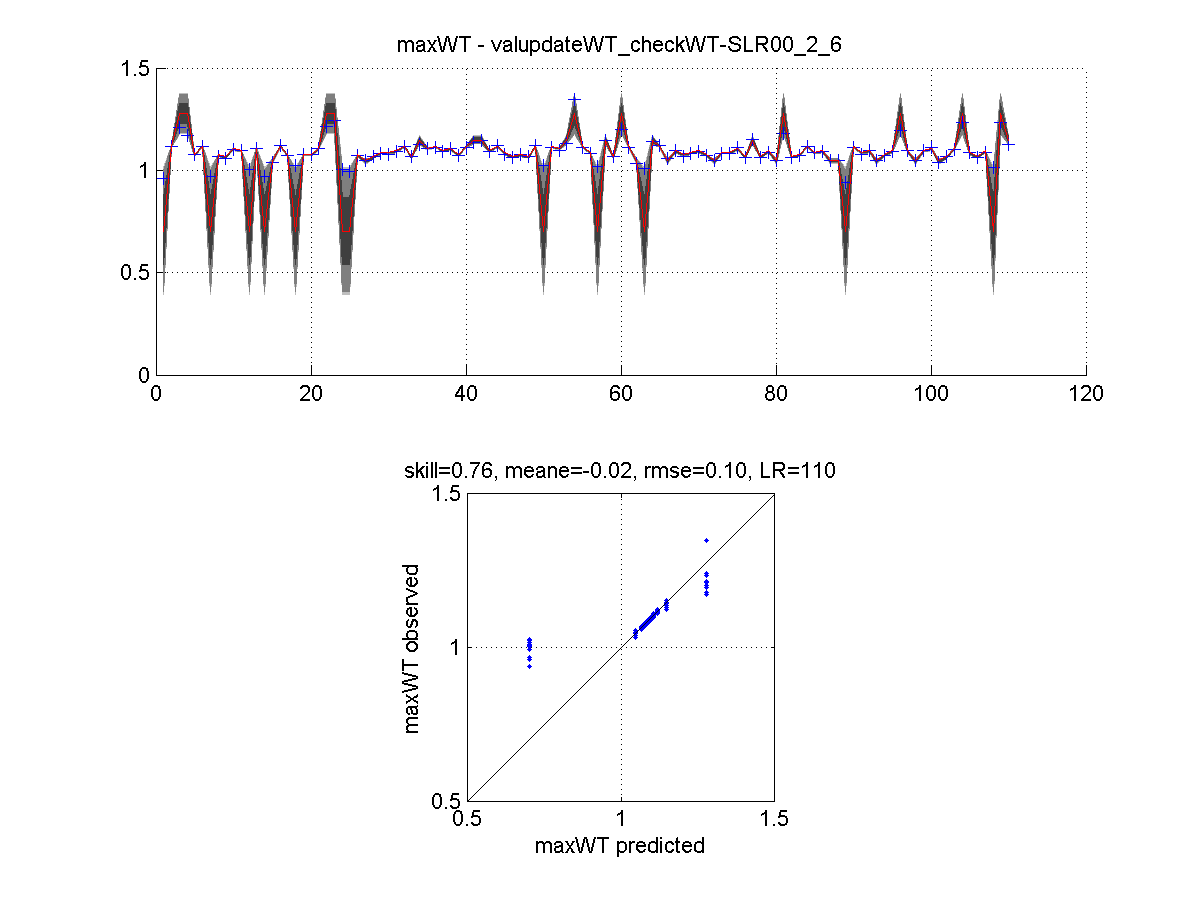 maxWT - valupdateWT_checkWT-SLR00_2_6
1.5
1
0.5
0
0 20 40 60 80 100 120
skill=0.76, meane=-0.02, rmse=0.10, LR=110
1.5
1
0.5
maxWT observed
0.5 1 1.5
maxWT predicted